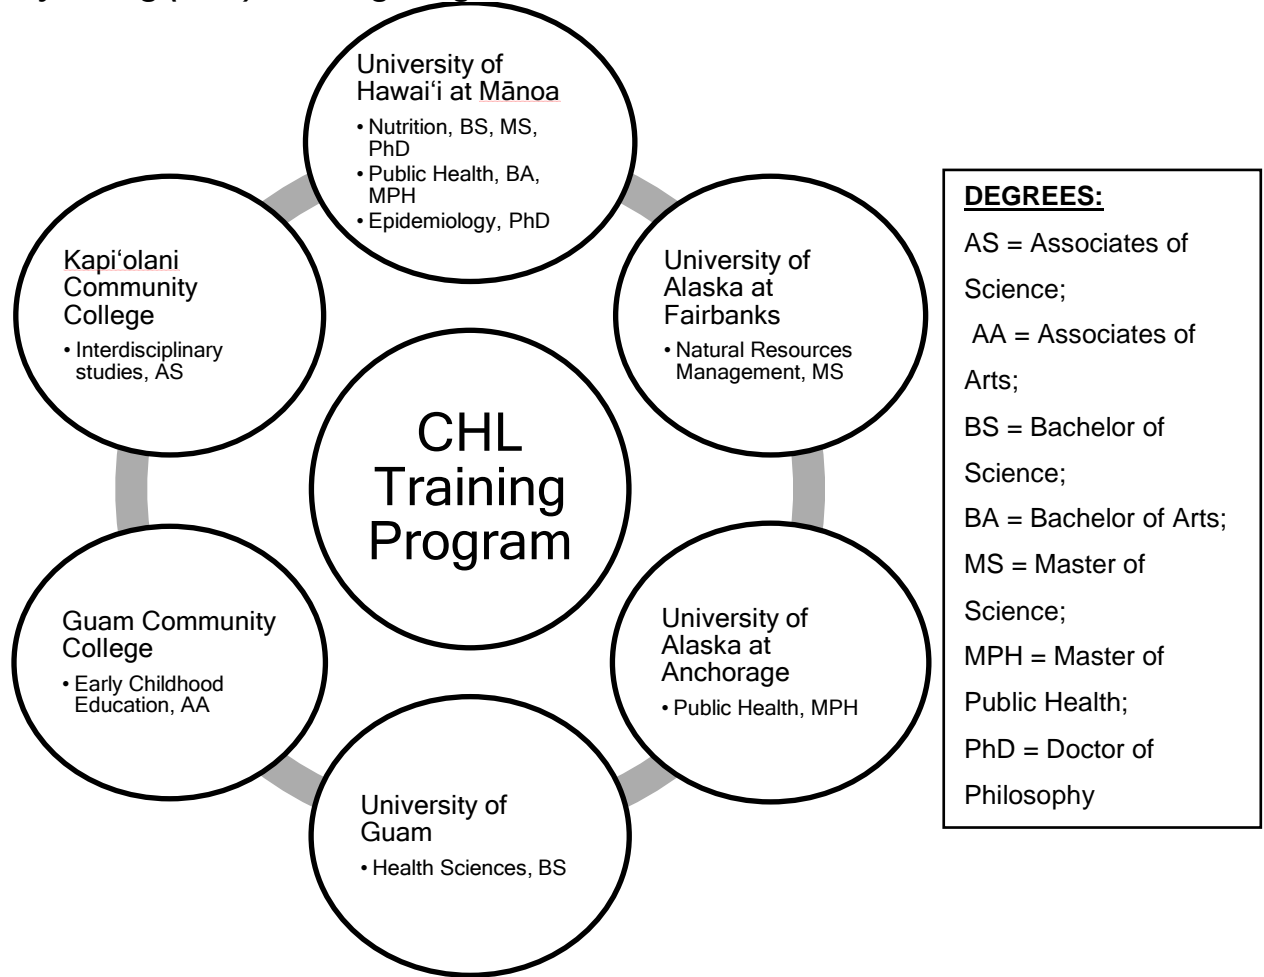 University of
Hawai‘i at Mānoa
• Nutrition, BS, MS,
PhD
• Public Health, BA,
MPH
• Epidemiology, PhD
University of
Alaska at
Fairbanks
• Natural Resources
Management, MS
University of
Alaska at
Anchorage
• Public Health, MPH
University of
Guam
• Health Sciences, BS
Guam Community
College
• Early Childhood
Education, AA
Kapi‘olani
Community
College
• Interdisciplinary
studies, AS
CHL
Training
Program
DEGREES:
AS = Associates of
Science;
AA = Associates of
Arts;
BS = Bachelor of
Science;
BA = Bachelor of Arts;
MS = Master of
Science;
MPH = Master of
Public Health;
PhD = Doctor of
Philosophy